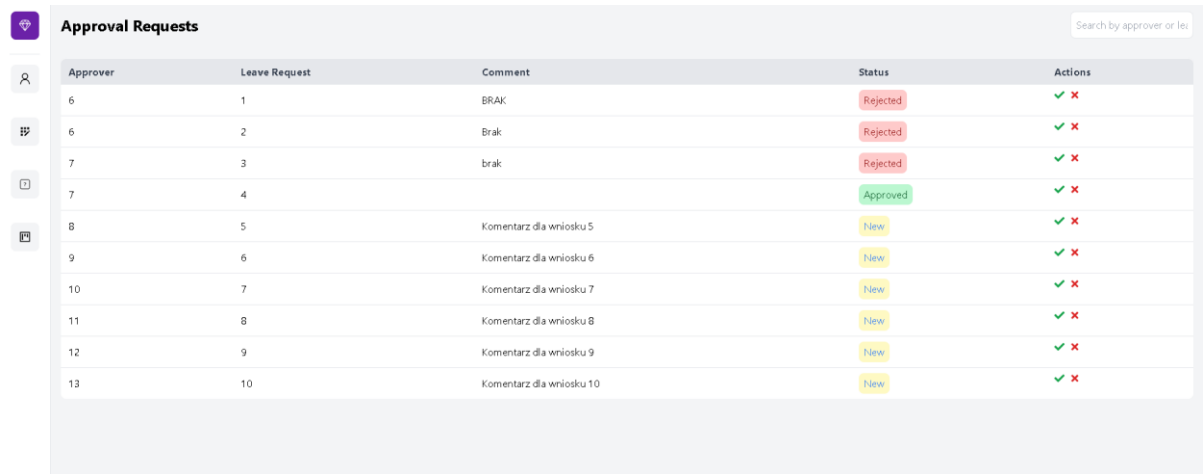 Approval Requests
Search by approver or lea
Approver Leave Request Comment Status Actions
6 1 BRAK Rejected
6 2 Brak Rejected
7 3 brak Rejected
7 4 Approved
8 5 Komentarz dla wniosku 5 New
9 6 Komentarz dla wniosku 6 New
10 7 Komentarz dla wniosku 7 New
11 8 Komentarz dla wniosku 8 New
12 9 Komentarz dla wniosku 9 New
13 10 Komentarz dla wniosku 10 New